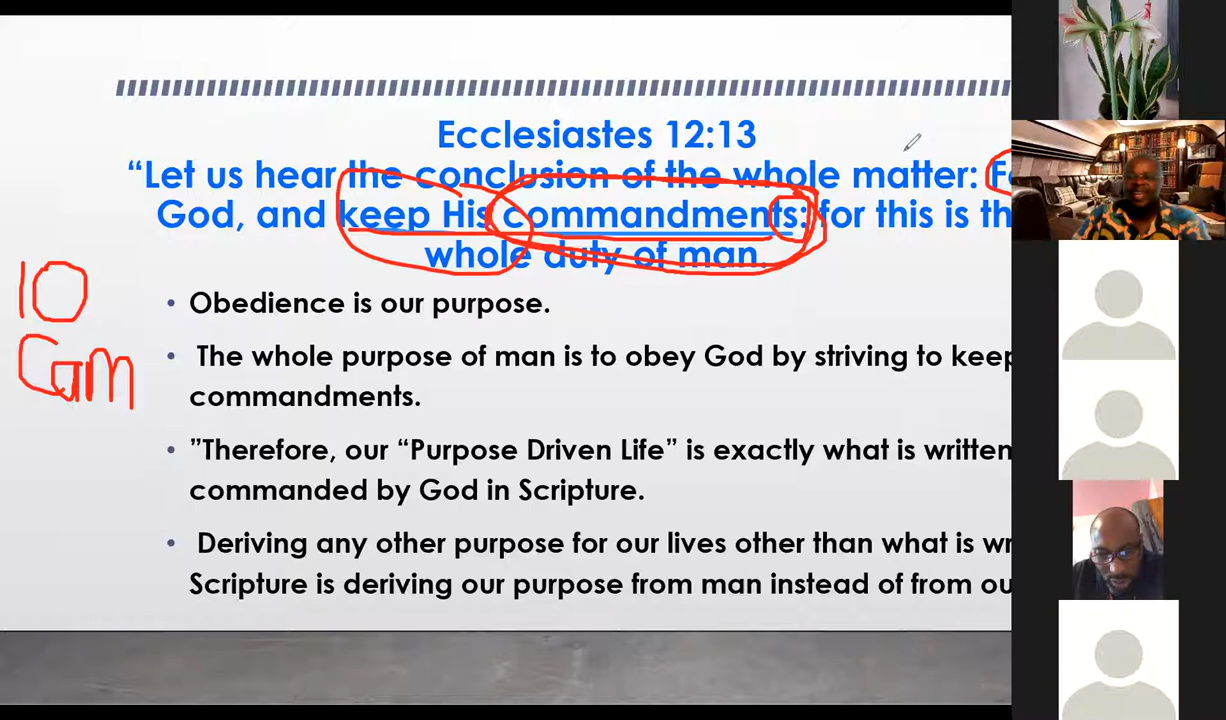 Ecclesiastes 12:13
“Let us hear the conclusion of the whole matter:
God, and keep His commandments: for this is
whole duty of man.
• Obedience is our purpose.
• The whole purpose of man is to obey God by striving to keep
commandments.
• ”Therefore, our “Purpose Driven Life” is exactly what is written
commanded by God in Scripture.
• Deriving any other purpose for our lives other than what is
Scripture is deriving our purpose from man instead of from
10
Com